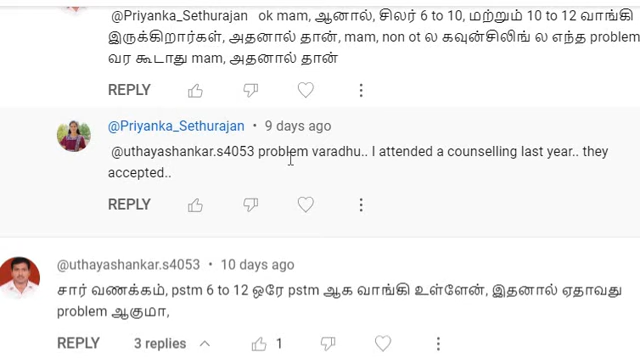 @Priyanka_Sethurajan ok mam, ஆனால், சிலர் 6 to 10, மற்றும் 10 to 12 வாங்கி
இருக்கிறார்கள், அதனால் தான், mam, non ot ல கவுன்சிலிங் ல எந்த problem
வர கூடாது mam, அதனால் தான்
REPLY
@Priyanka_Sethurajan • 9 days ago
@uthayashankar.s4053 problem varadhu.. I attended a counselling last year.. they
accepted..
REPLY
@uthayashankar.s4053 • 10 days ago
சார் வணக்கம், pstm 6 to 12 ஒரே pstm ஆக வாங்கி உள்ளேன், இதனால் ஏதாவது
problem ஆகுமா,
REPLY 3 replies 1